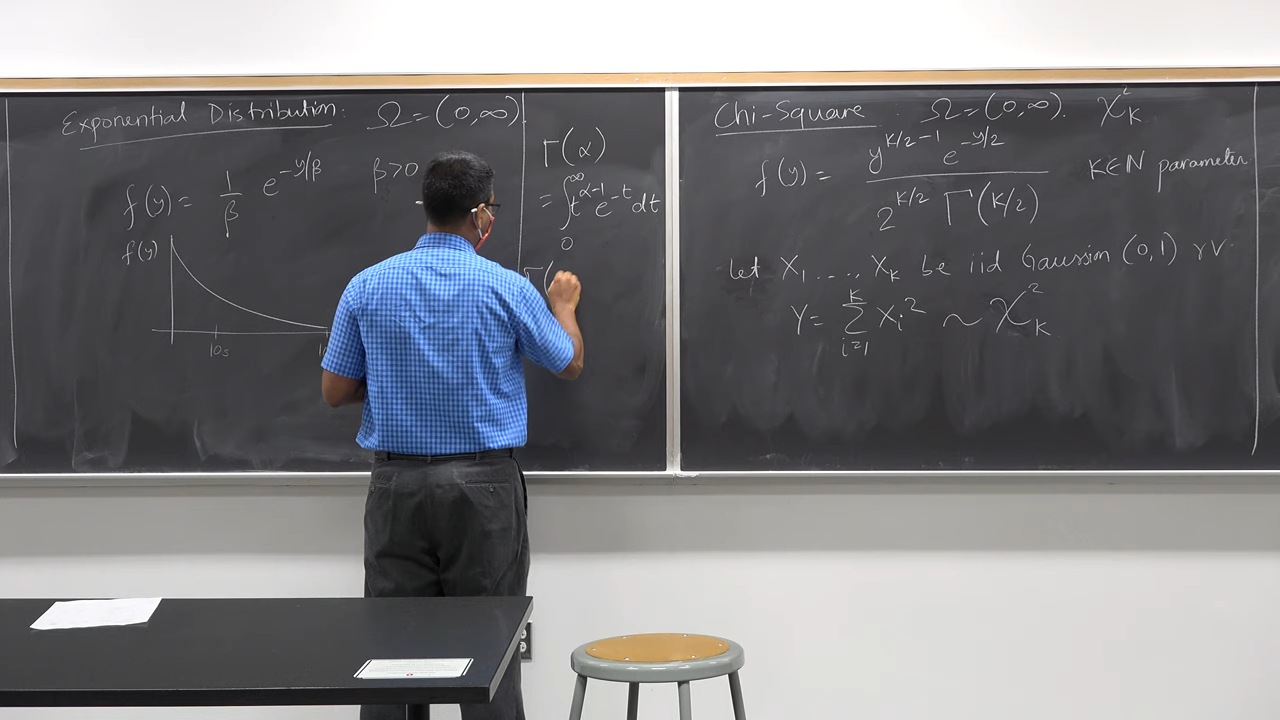 Exponential Distribution: Ω = (0,∞).
f(y) = 1/β e^{-y/β} β>0
f(y)
10s
Γ(α)
= ∫_0^∞ t^{α-1} e^{-t} dt
Γ(
Chi-Square : Ω = (0,∞). χ²_K
f(y) = y^{K/2-1} e^{-y/2} / 2^{K/2} Γ(K/2) K∈N parameter
Let X₁ ...., X_K be iid Gaussian (0,1) rv.
Y = Σ_{i=1}^{K} X_i² ~ χ²_K